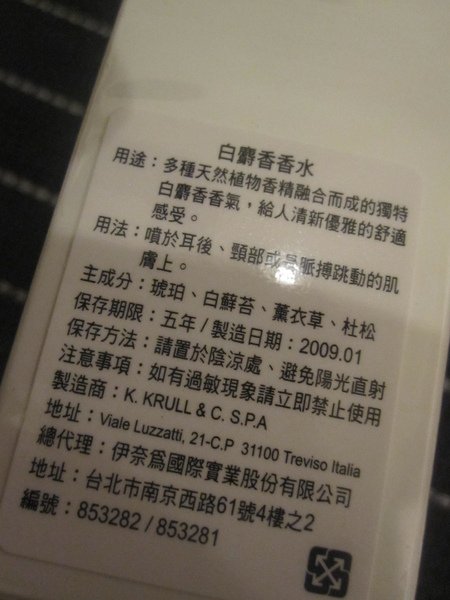 白麝香香水
用途：多種天然植物香精融合而成的獨特
白麝香香氣，給人清新優雅的舒適
感受。
用法：噴於耳後、頸部或是脈搏跳動的肌
膚上。
主成分：琥珀、白蘚苔、薰衣草、杜松
保存期限：五年/製造日期：2009.01
保存方法：請置於陰涼處、避免陽光直射
注意事項：如有過敏現象請立即禁止使用
製造商：K. KRULL & C. S.P.A
地址：Viale Luzzatti, 21-C.P 31100 Treviso Italia
總代理：伊奈爲國際實業股份有限公司
地址：台北市南京西路61號4樓之2
編號：853282 / 853281